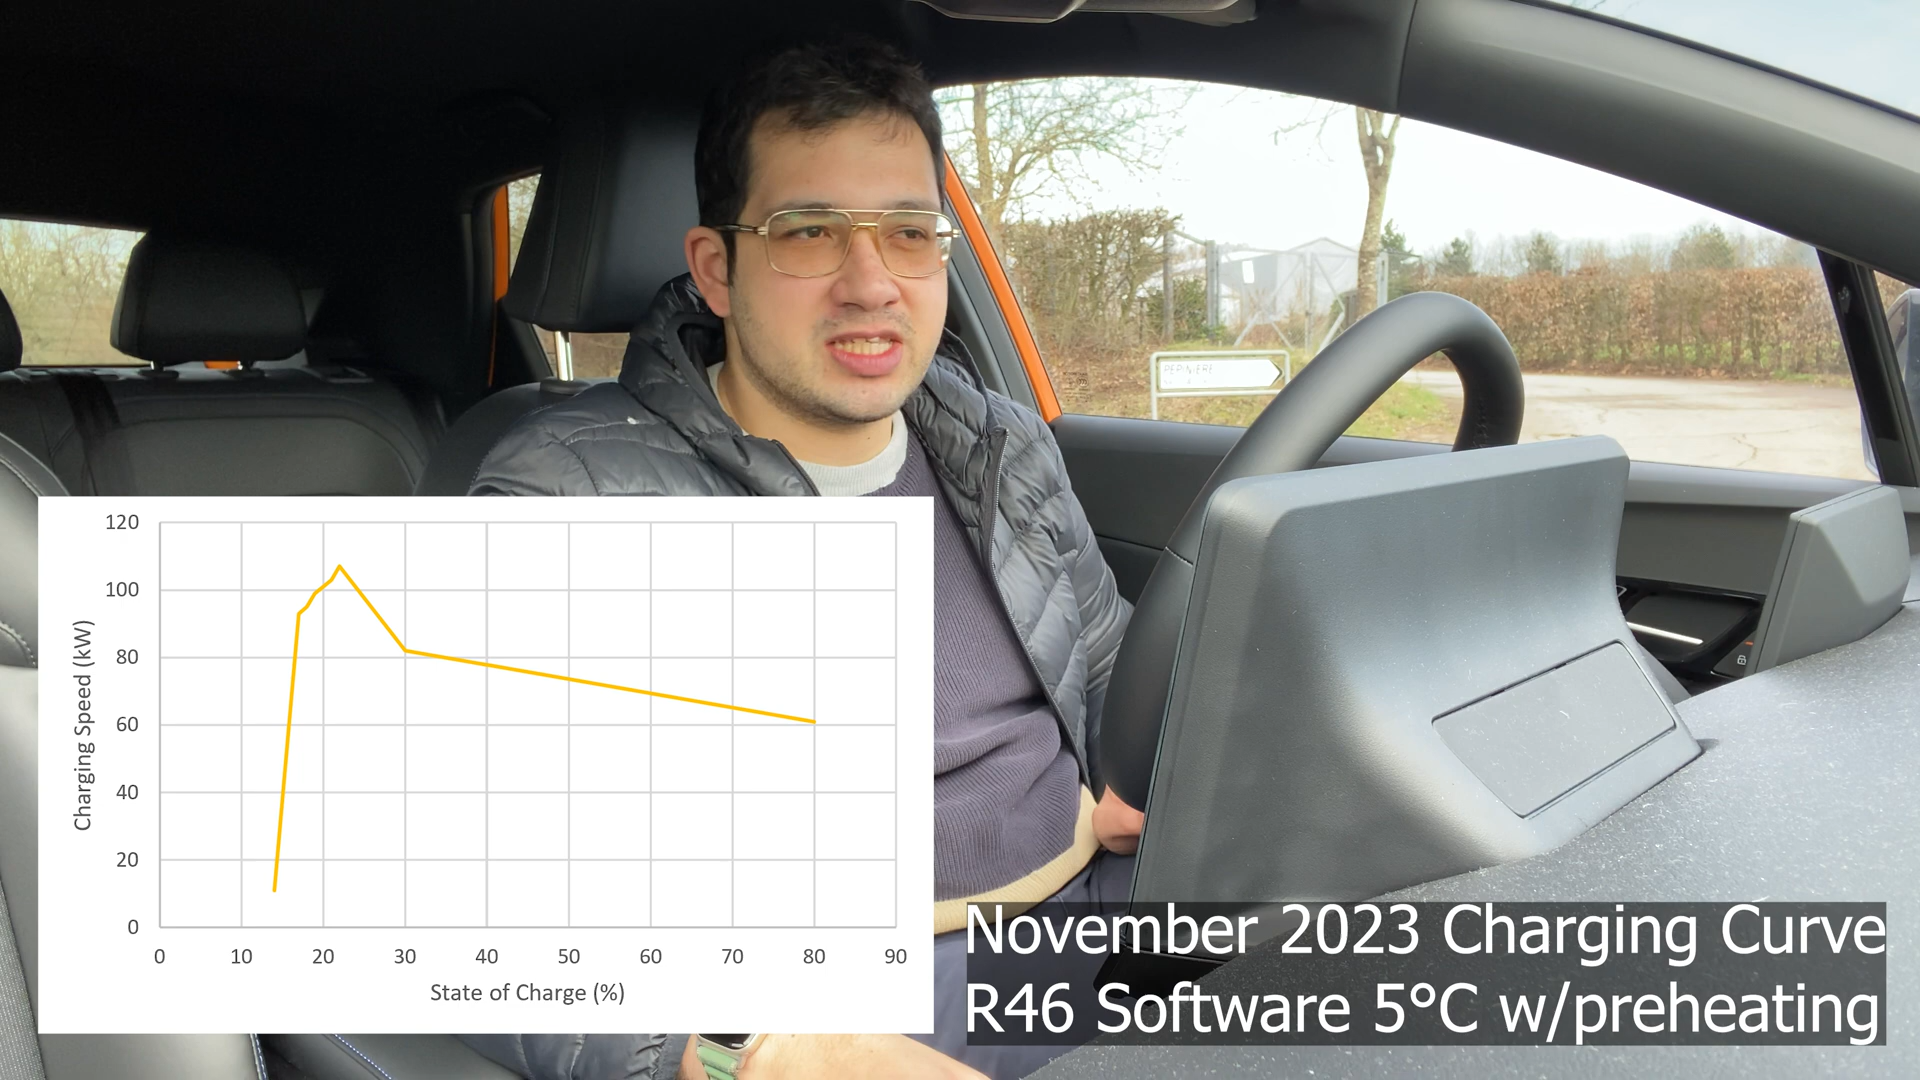 PEPINIERE
120
100
80
60
40
20
0
Charging Speed (kW)
0 10 20 30 40 50 60 70 80 90
State of Charge (%)
November 2023 Charging Curve
R46 Software 5°C w/preheating